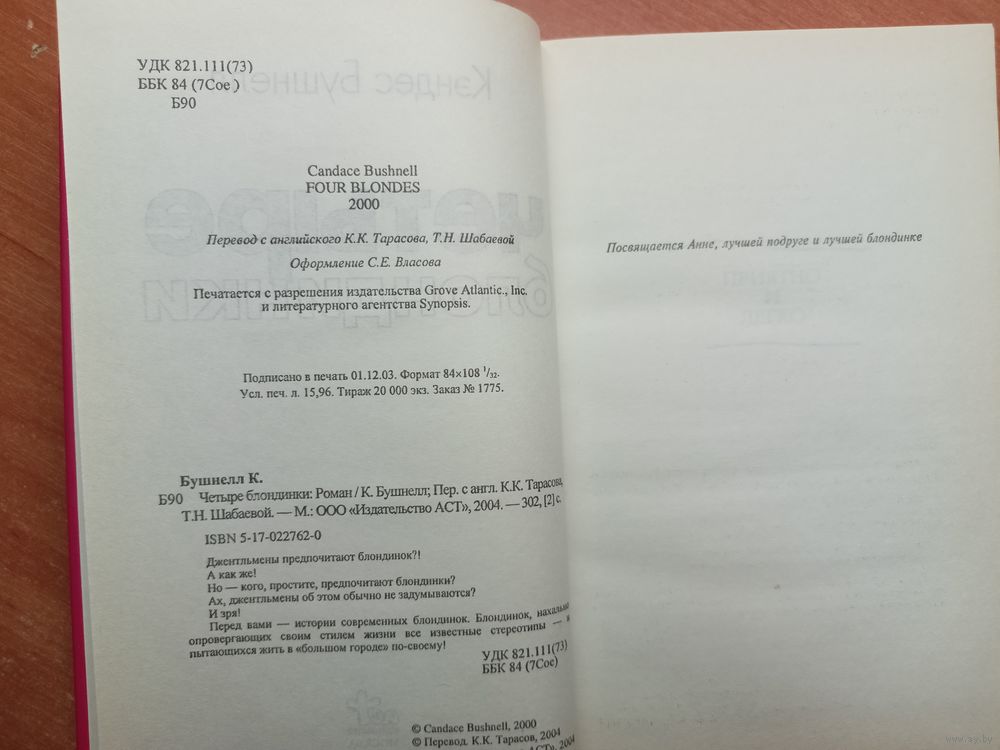 УДК 821.111(73)
ББК 84 (7Сое )
Б90
Candace Bushnell
FOUR BLONDES
2000
Перевод с английского К.К. Тарасова, Т.Н. Шабаевой
Оформление С.Е. Власова
Печатается с разрешения издательства Grove Atlantic., Inc.
и литературного агентства Synopsis.
Подписано в печать 01.12.03. Формат 84×108 1/32.
Усл. печ. л. 15,96. Тираж 20 000 экз. Заказ № 1775.
Бушнелл К.
Б90 Четыре блондинки: Роман / К. Бушнелл; Пер. с англ. К.К. Тарасова,
Т.Н. Шабаевой. — М.: ООО «Издательство АСТ», 2004. — 302, [2] с.
ISBN 5-17-022762-0
Джентльмены предпочитают блондинок?!
А как же!
Но — кого, простите, предпочитают блондинки?
Ах, джентльмены об этом обычно не задумываются?
И зря!
Перед вами — истории современных блондинок. Блондинок, нахально
опровергающих своим стилем жизни все известные стереотипы — и
пытающихся жить в «большом городе» по-своему!
УДК 821.111(73)
ББК 84 (7Сое)
© Candace Bushnell, 2000
© Перевод. К.К. Тарасов, 2004
АСТ», 2004
Посвящается Анне, лучшей подруге и лучшей блондинке
www.ay.by